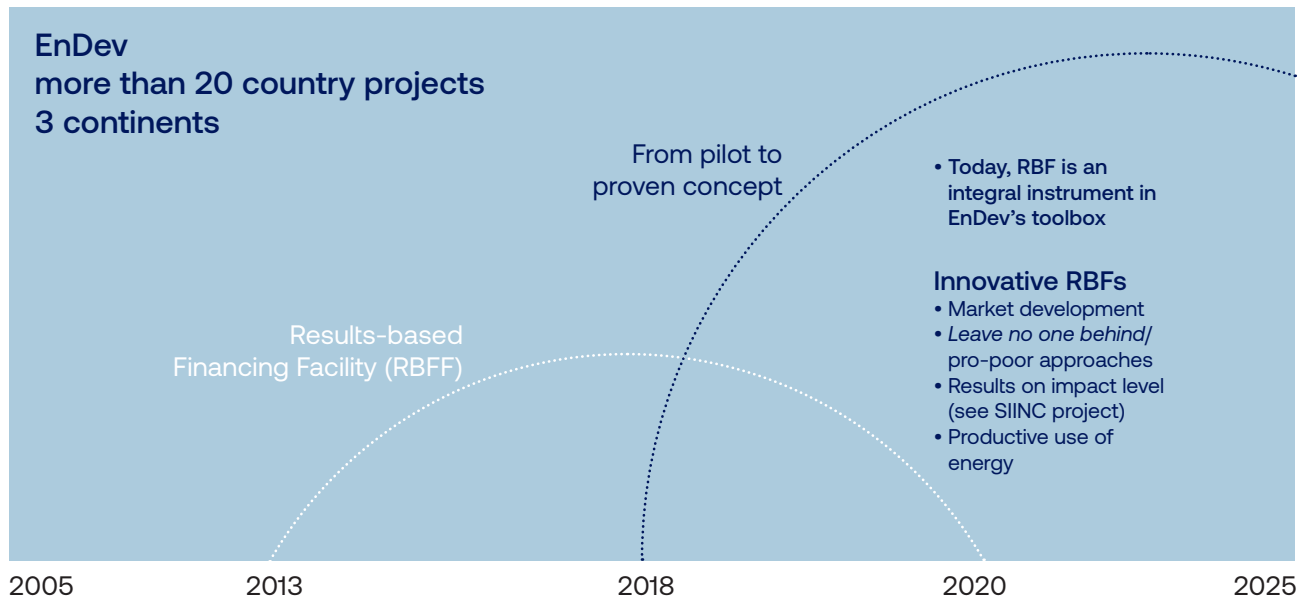 EnDev
more than 20 country projects
3 continents
From pilot to
proven concept
• Today, RBF is an
integral instrument in
EnDev’s toolbox
Innovative RBFs
• Market development
• Leave no one behind/
pro-poor approaches
• Results on impact level
(see SIINC project)
• Productive use of
energy
Results-based
Financing Facility (RBFF)
2005
2013
2018
2020
2025